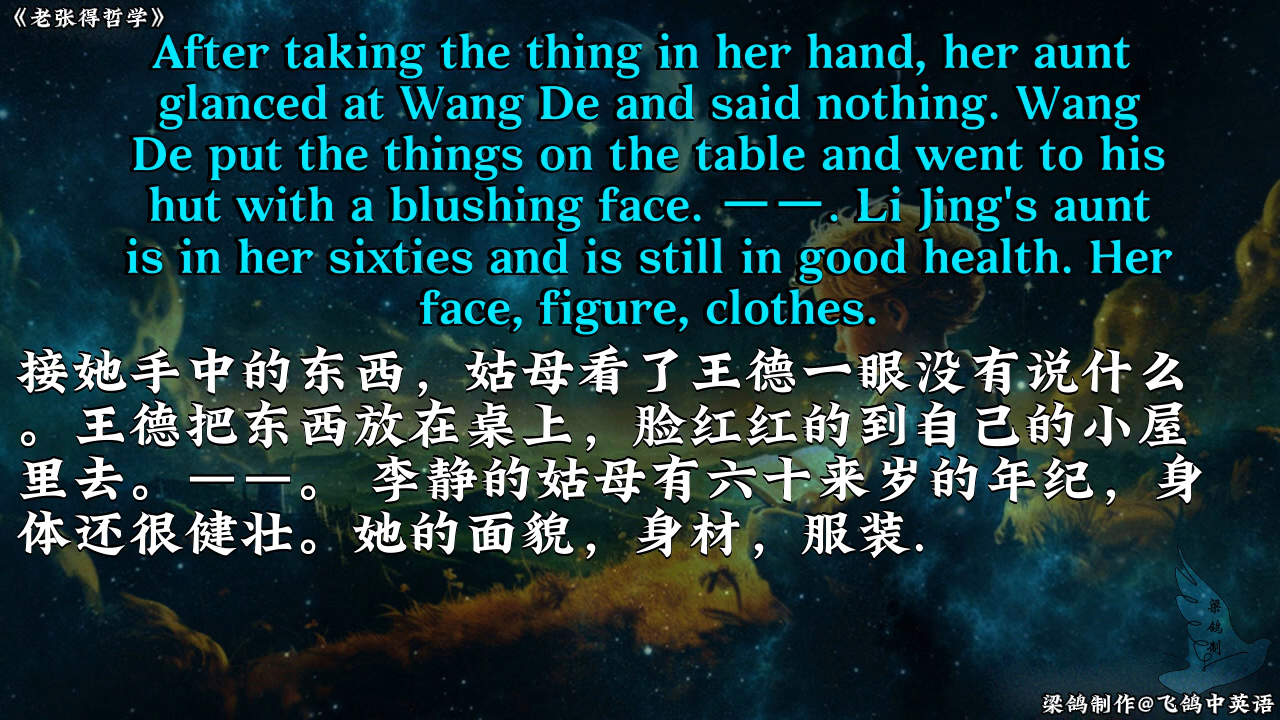 《老张得哲学》
After taking the thing in her hand, her aunt
glanced at Wang De and said nothing. Wang
De put the things on the table and went to his
hut with a blushing face. 一一. Li Jing's aunt
is in her sixties and is still in good health. Her
face, figure, clothes.
接她手中的东西，姑母看了王德一眼没有说什么
。王德把东西放在桌上，脸红红的到自己的小屋
里去。一一。 李静的姑母有六十来岁的年纪，身
体还很健壮。她的面貌，身材，服装.
梁鸽制
梁鸽制作@飞鸽中英语